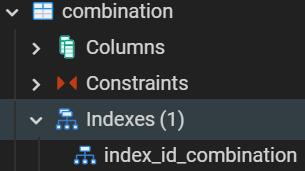 combination
Columns
Constraints
Indexes (1)
index_id_combination